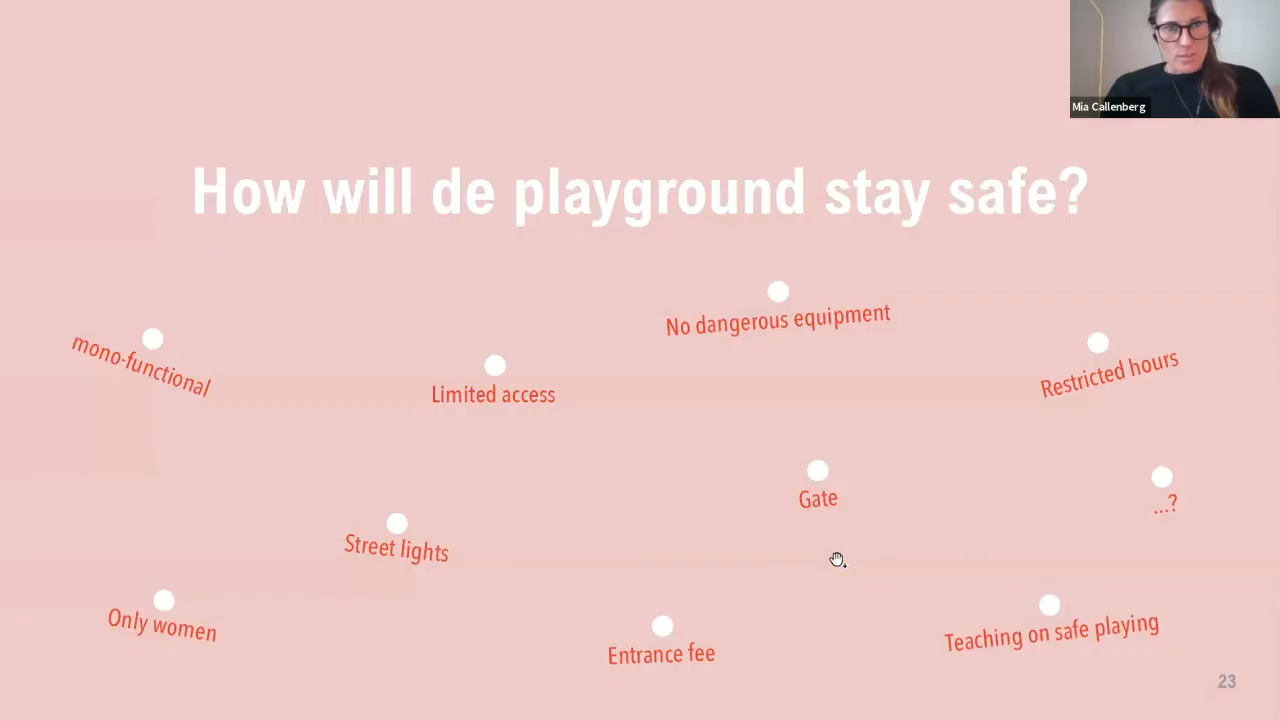 Mia Callenberg
How will de playground stay safe?
No dangerous equipment
mono-functional
Limited access
Restricted hours
Gate
...?
Street lights
Only women
Entrance fee
Teaching on safe playing
23